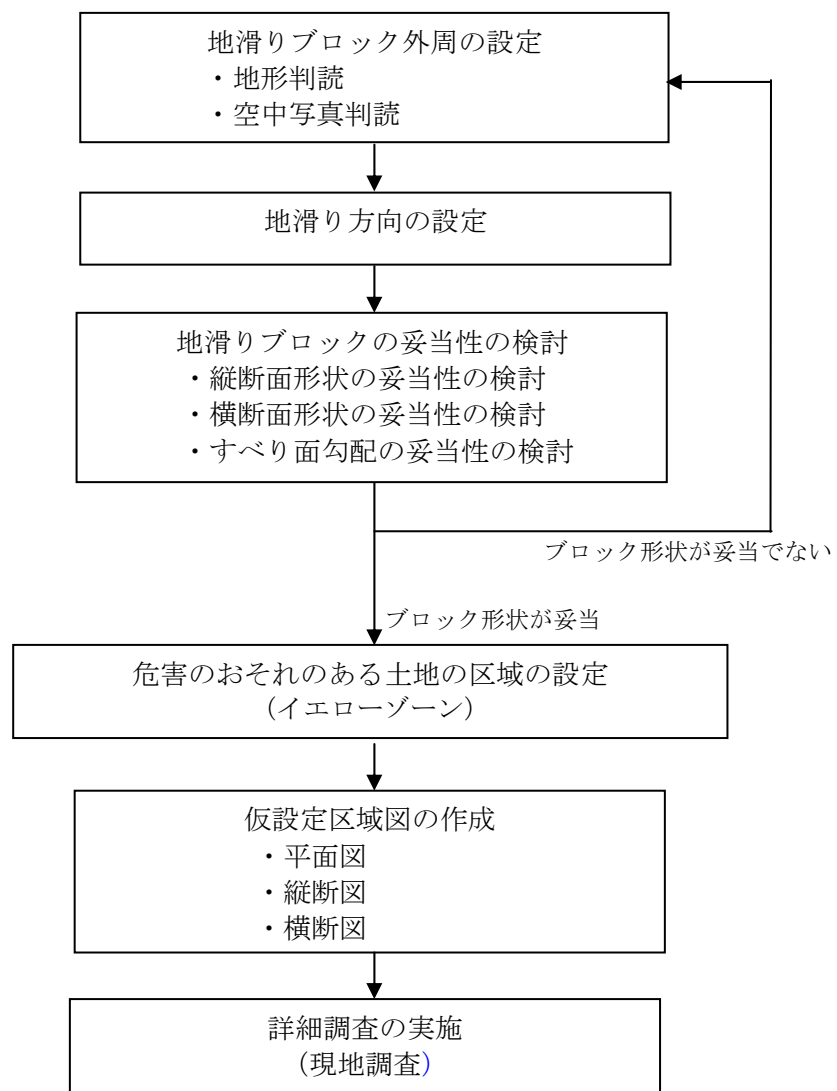 地滑りブロック外周の設定
・地形判読
・空中写真判読
地滑り方向の設定
地滑りブロックの妥当性の検討
・縦断面形状の妥当性の検討
・横断面形状の妥当性の検討
・すべり面勾配の妥当性の検討
ブロック形状が妥当でない
ブロック形状が妥当
危害のおそれのある土地の区域の設定
（イエローゾーン）
仮設定区域図の作成
・平面図
・縦断図
・横断図
詳細調査の実施
（現地調査）